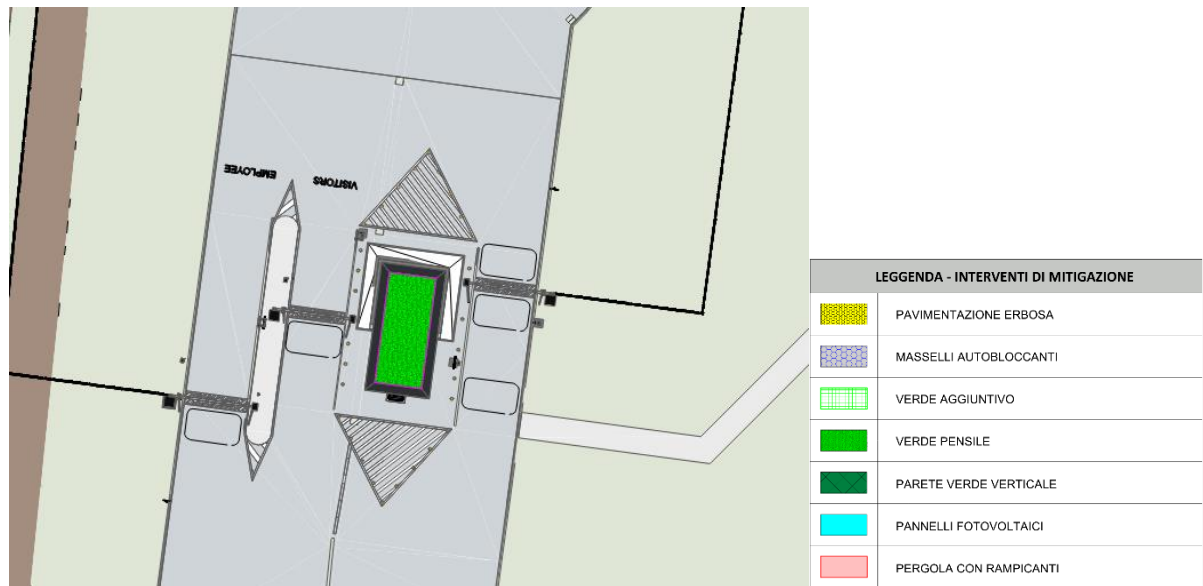 EMPLOYEE
VISITORS
LEGGENDA - INTERVENTI DI MITIGAZIONE
PAVIMENTAZIONE ERBOSA
MASSELLI AUTOBLOCCANTI
VERDE AGGIUNTIVO
VERDE PENSILE
PARETE VERDE VERTICALE
PANNELLI FOTOVOLTAICI
PERGOLA CON RAMPICANTI